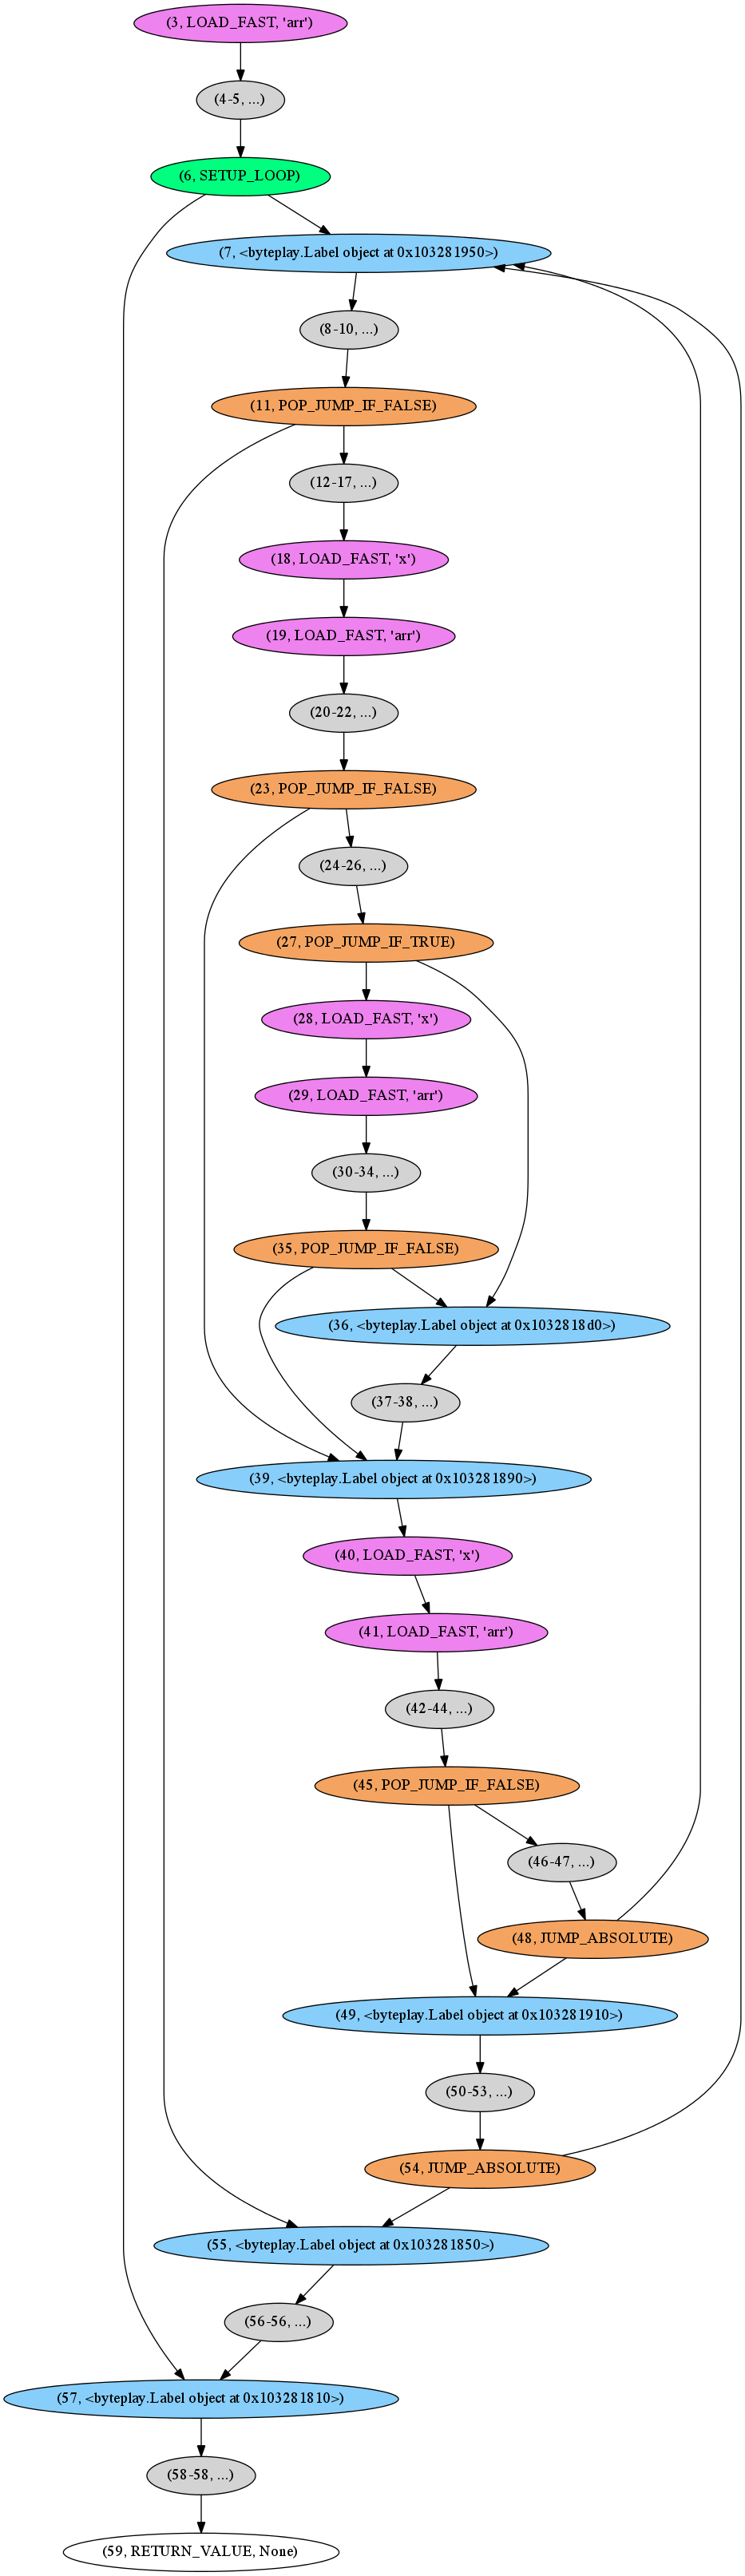 (3, LOAD_FAST, 'arr')
(4-5, ...)
(6, SETUP_LOOP)
(7, <byteplay.Label object at 0x103281950>)
(8-10, ...)
(11, POP_JUMP_IF_FALSE)
(12-17, ...)
(18, LOAD_FAST, 'x')
(19, LOAD_FAST, 'arr')
(20-22, ...)
(23, POP_JUMP_IF_FALSE)
(24-26, ...)
(27, POP_JUMP_IF_TRUE)
(28, LOAD_FAST, 'x')
(29, LOAD_FAST, 'arr')
(30-34, ...)
(35, POP_JUMP_IF_FALSE)
(36, <byteplay.Label object at 0x1032818d0>)
(37-38, ...)
(39, <byteplay.Label object at 0x103281890>)
(40, LOAD_FAST, 'x')
(41, LOAD_FAST, 'arr')
(42-44, ...)
(45, POP_JUMP_IF_FALSE)
(46-47, ...)
(48, JUMP_ABSOLUTE)
(49, <byteplay.Label object at 0x103281910>)
(50-53, ...)
(54, JUMP_ABSOLUTE)
(55, <byteplay.Label object at 0x103281850>)
(56-56, ...)
(57, <byteplay.Label object at 0x103281810>)
(58-58, ...)
(59, RETURN_VALUE, None)